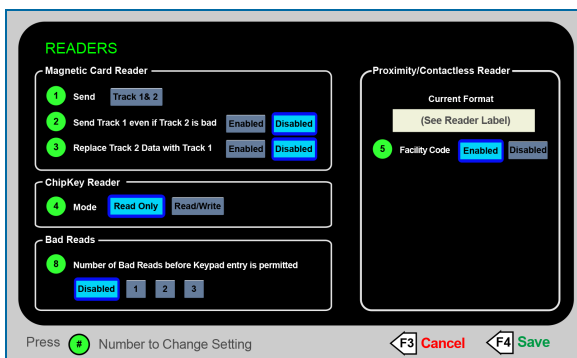 READERS
Magnetic Card Reader
1 Send Track 1& 2
2 Send Track 1 even if Track 2 is bad Enabled Disabled
3 Replace Track 2 Data with Track 1 Enabled Disabled
ChipKey Reader
4 Mode Read Only Read/Write
Bad Reads
8 Number of Bad Reads before Keypad entry is permitted
Disabled 1 2 3
Proximity/Contactless Reader
Current Format
(See Reader Label)
5 Facility Code Enabled Disabled
Press # Number to Change Setting
F3 Cancel F4 Save